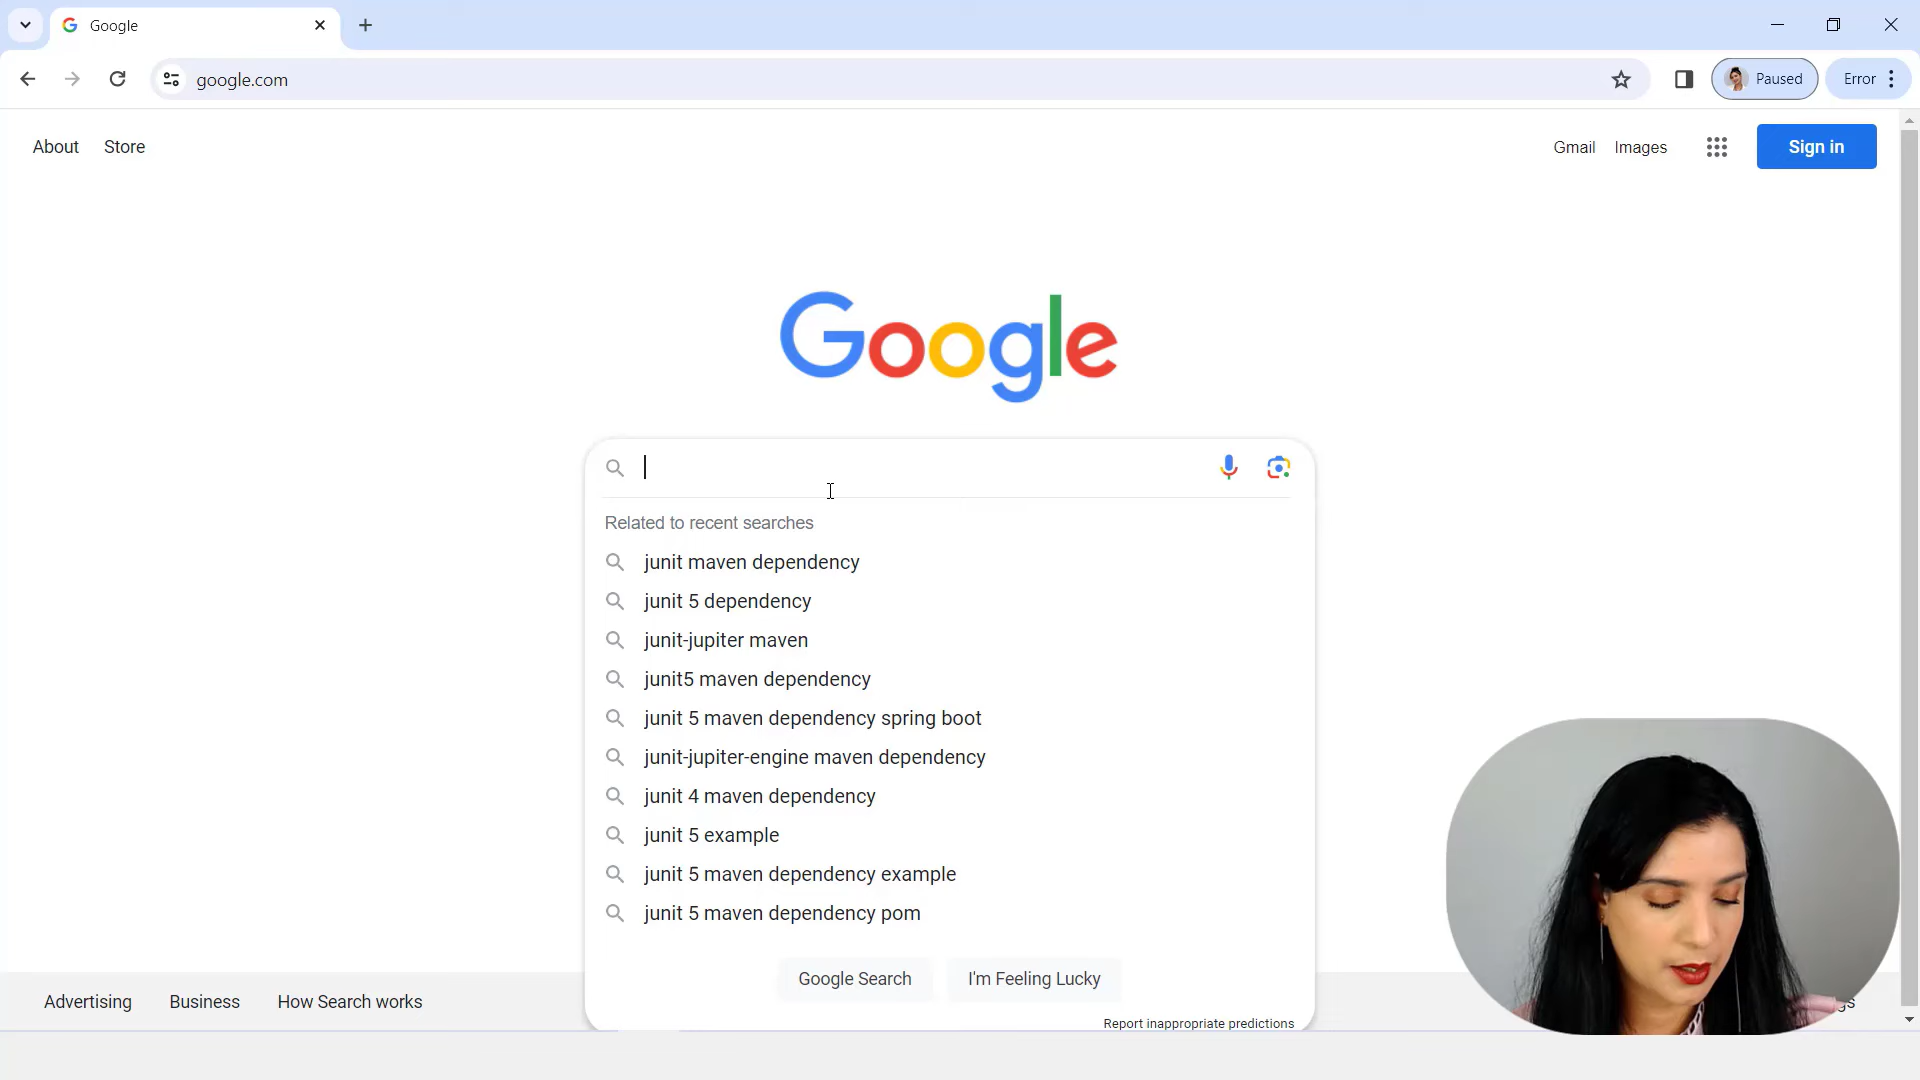 Google
google.com
Paused
Error
About
Store
Gmail
Images
Sign in
Google
Related to recent searches
junit maven dependency
junit 5 dependency
junit-jupiter maven
junit5 maven dependency
junit 5 maven dependency spring boot
junit-jupiter-engine maven dependency
junit 4 maven dependency
junit 5 example
junit 5 maven dependency example
junit 5 maven dependency pom
Google Search
I'm Feeling Lucky
Report inappropriate predictions
Advertising
Business
How Search works